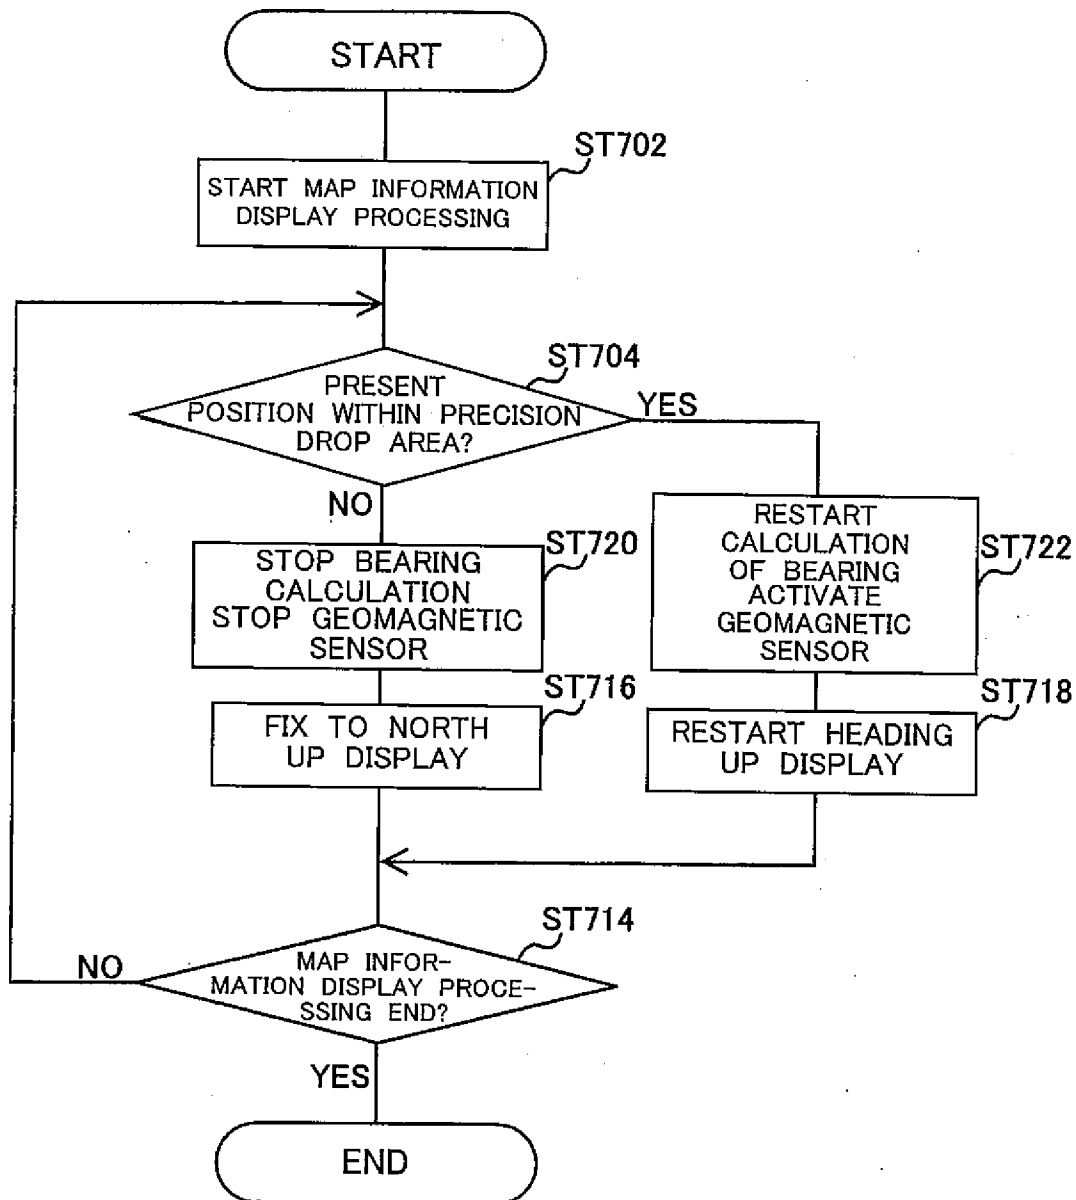 START
ST702
START MAP INFORMATION
DISPLAY PROCESSING
ST704
PRESENT
POSITION WITHIN PRECISION
DROP AREA?
YES
NO
ST720
STOP BEARING
CALCULATION
STOP GEOMAGNETIC
SENSOR
ST722
RESTART
CALCULATION
OF BEARING
ACTIVATE
GEOMAGNETIC
SENSOR
ST716
FIX TO NORTH
UP DISPLAY
ST718
RESTART HEADING
UP DISPLAY
ST714
MAP INFOR-
MATION DISPLAY PROCE-
SSING END?
NO
YES
END